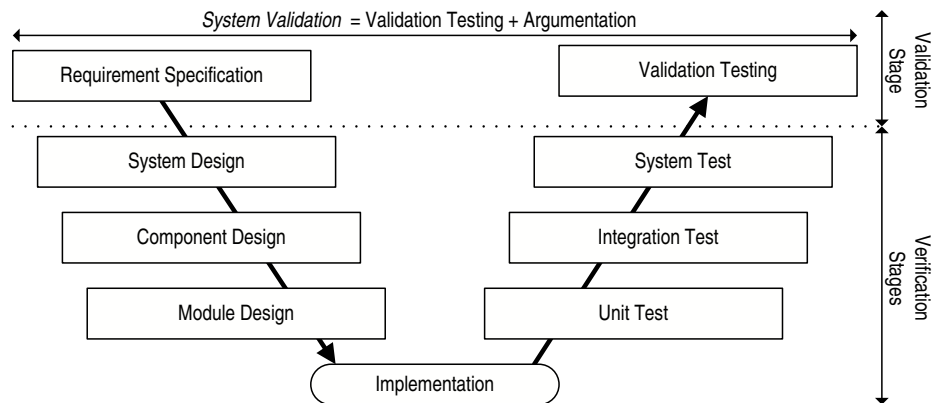 System Validation = Validation Testing + Argumentation
Requirement Specification
Validation Testing
Validation
Stage
System Design
System Test
Component Design
Integration Test
Module Design
Unit Test
Verification
Stages
Implementation